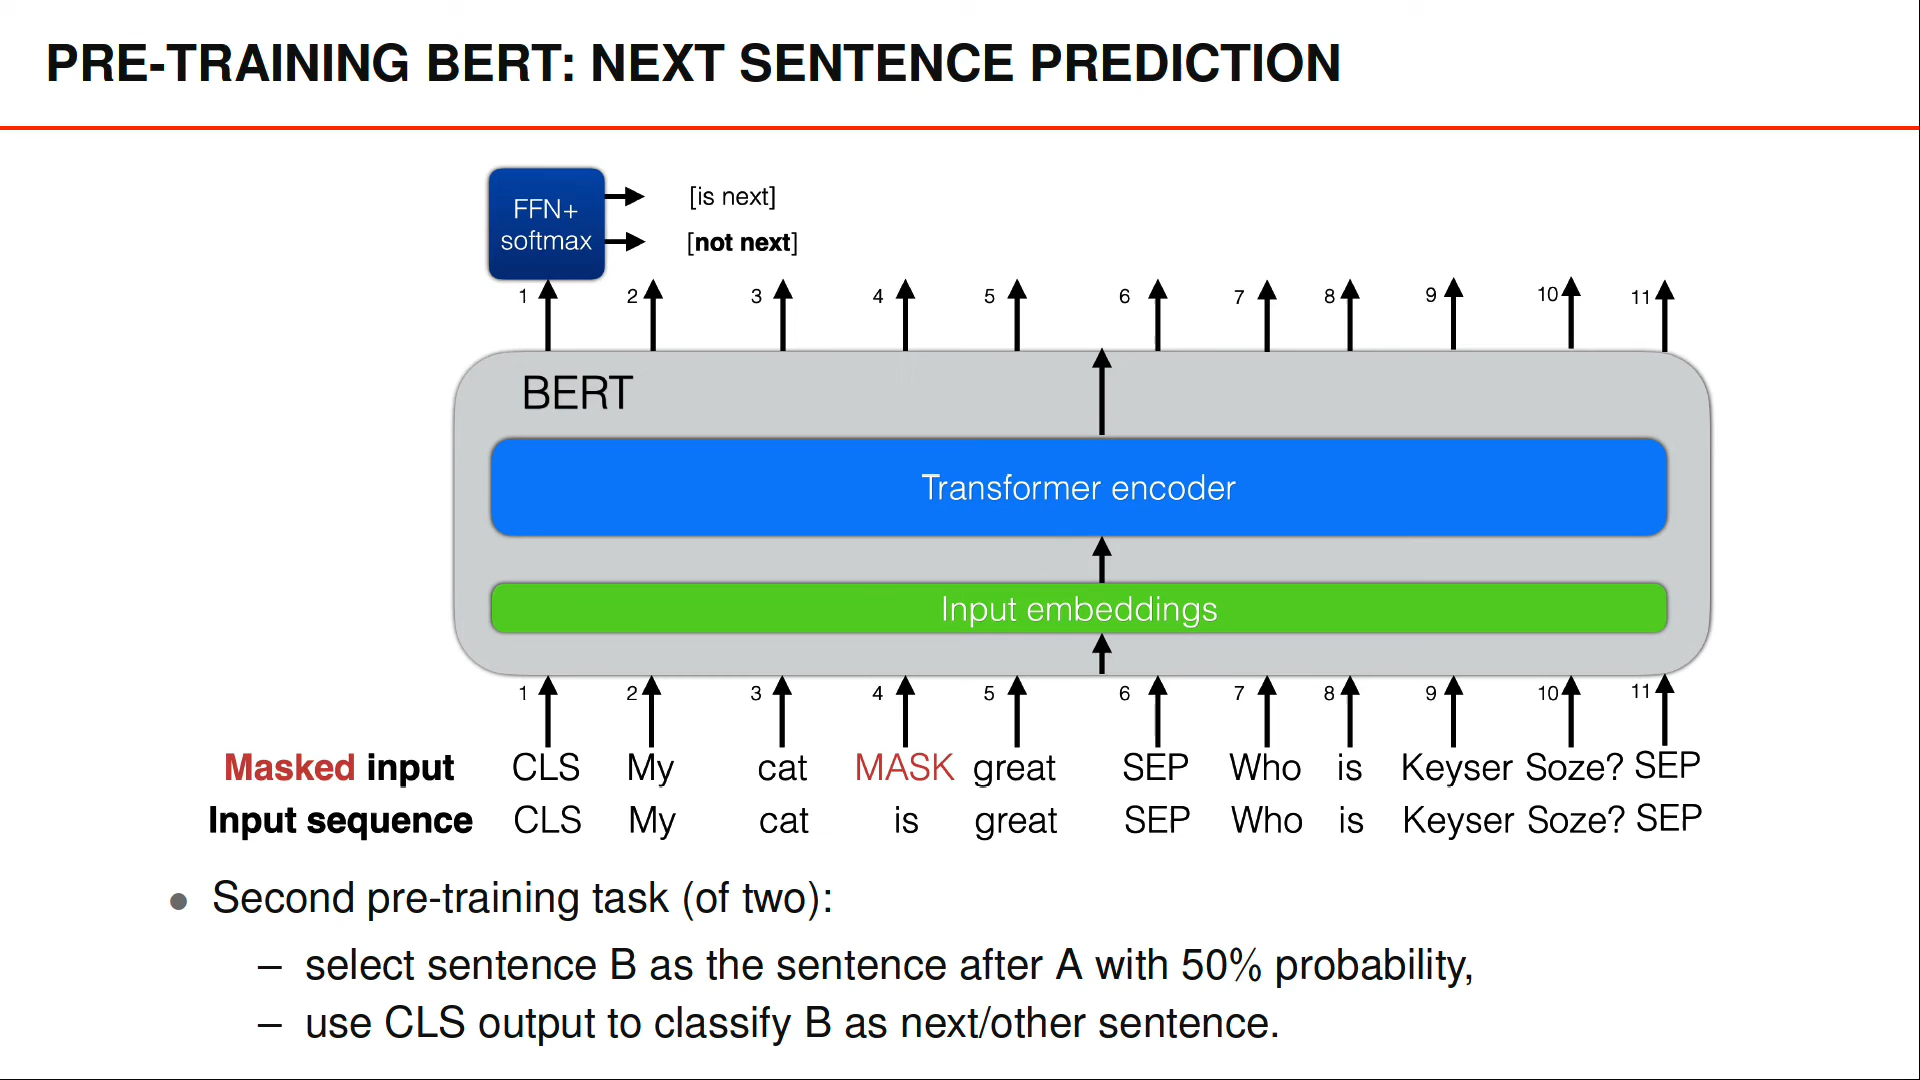 PRE-TRAINING BERT: NEXT SENTENCE PREDICTION
FFN+
softmax
[is next]
[not next]
1 2 3 4 5 6 7 8 9 10 11
BERT
Transformer encoder
Input embeddings
1 2 3 4 5 6 7 8 9 10 11
Masked input CLS My cat MASK great SEP Who is Keyser Soze? SEP
Input sequence CLS My cat is great SEP Who is Keyser Soze? SEP
• Second pre-training task (of two):
– select sentence B as the sentence after A with 50% probability,
– use CLS output to classify B as next/other sentence.